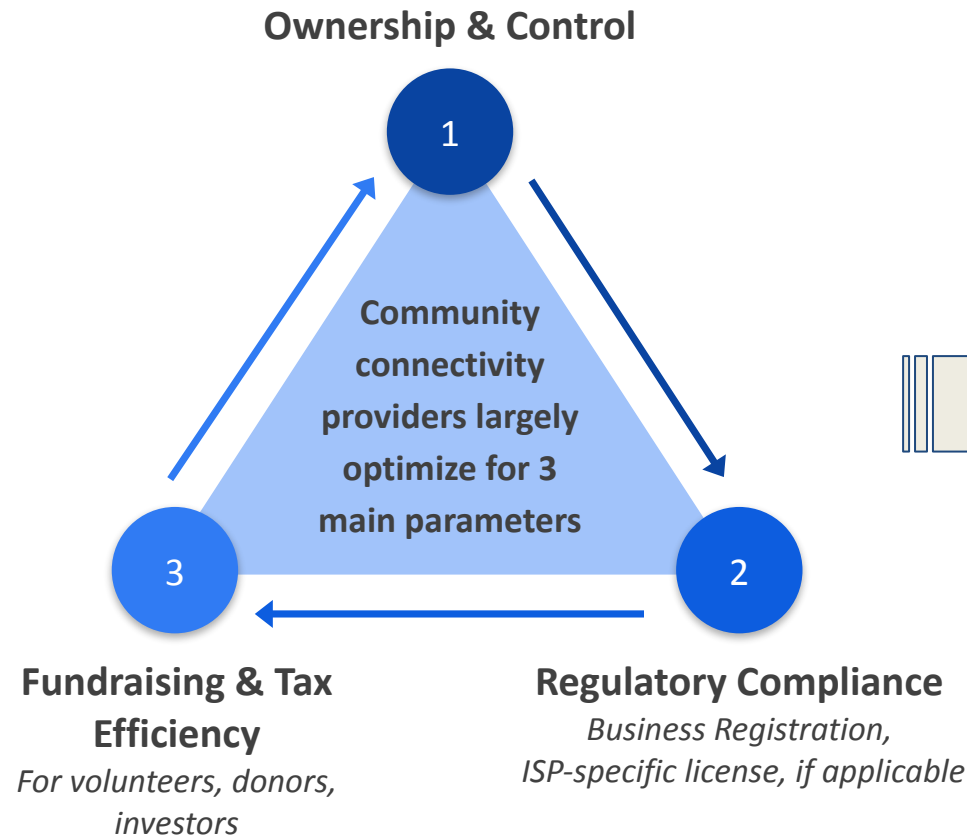 Ownership & Control
1
Community
connectivity
providers largely
optimize for 3
main parameters
3
2
Fundraising & Tax
Efficiency
For volunteers, donors,
investors
Regulatory Compliance
Business Registration,
ISP-specific license, if applicable